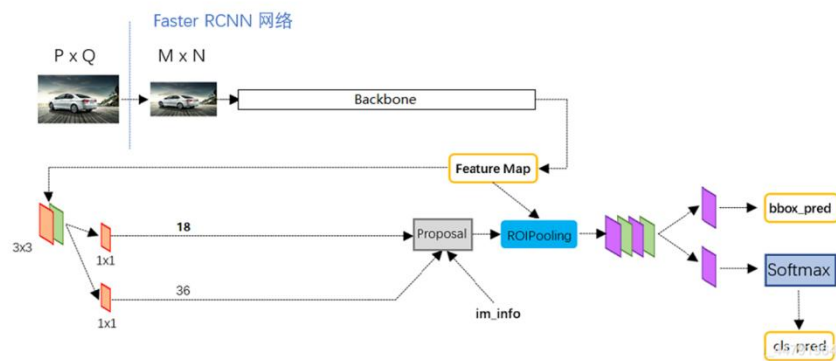 Faster RCNN 网络
P x Q
M x N
Backbone
Feature Map
18
Proposal
ROIPooling
bbox_pred
3x3
1x1
Softmax
36
1x1
im_info
cls_pred